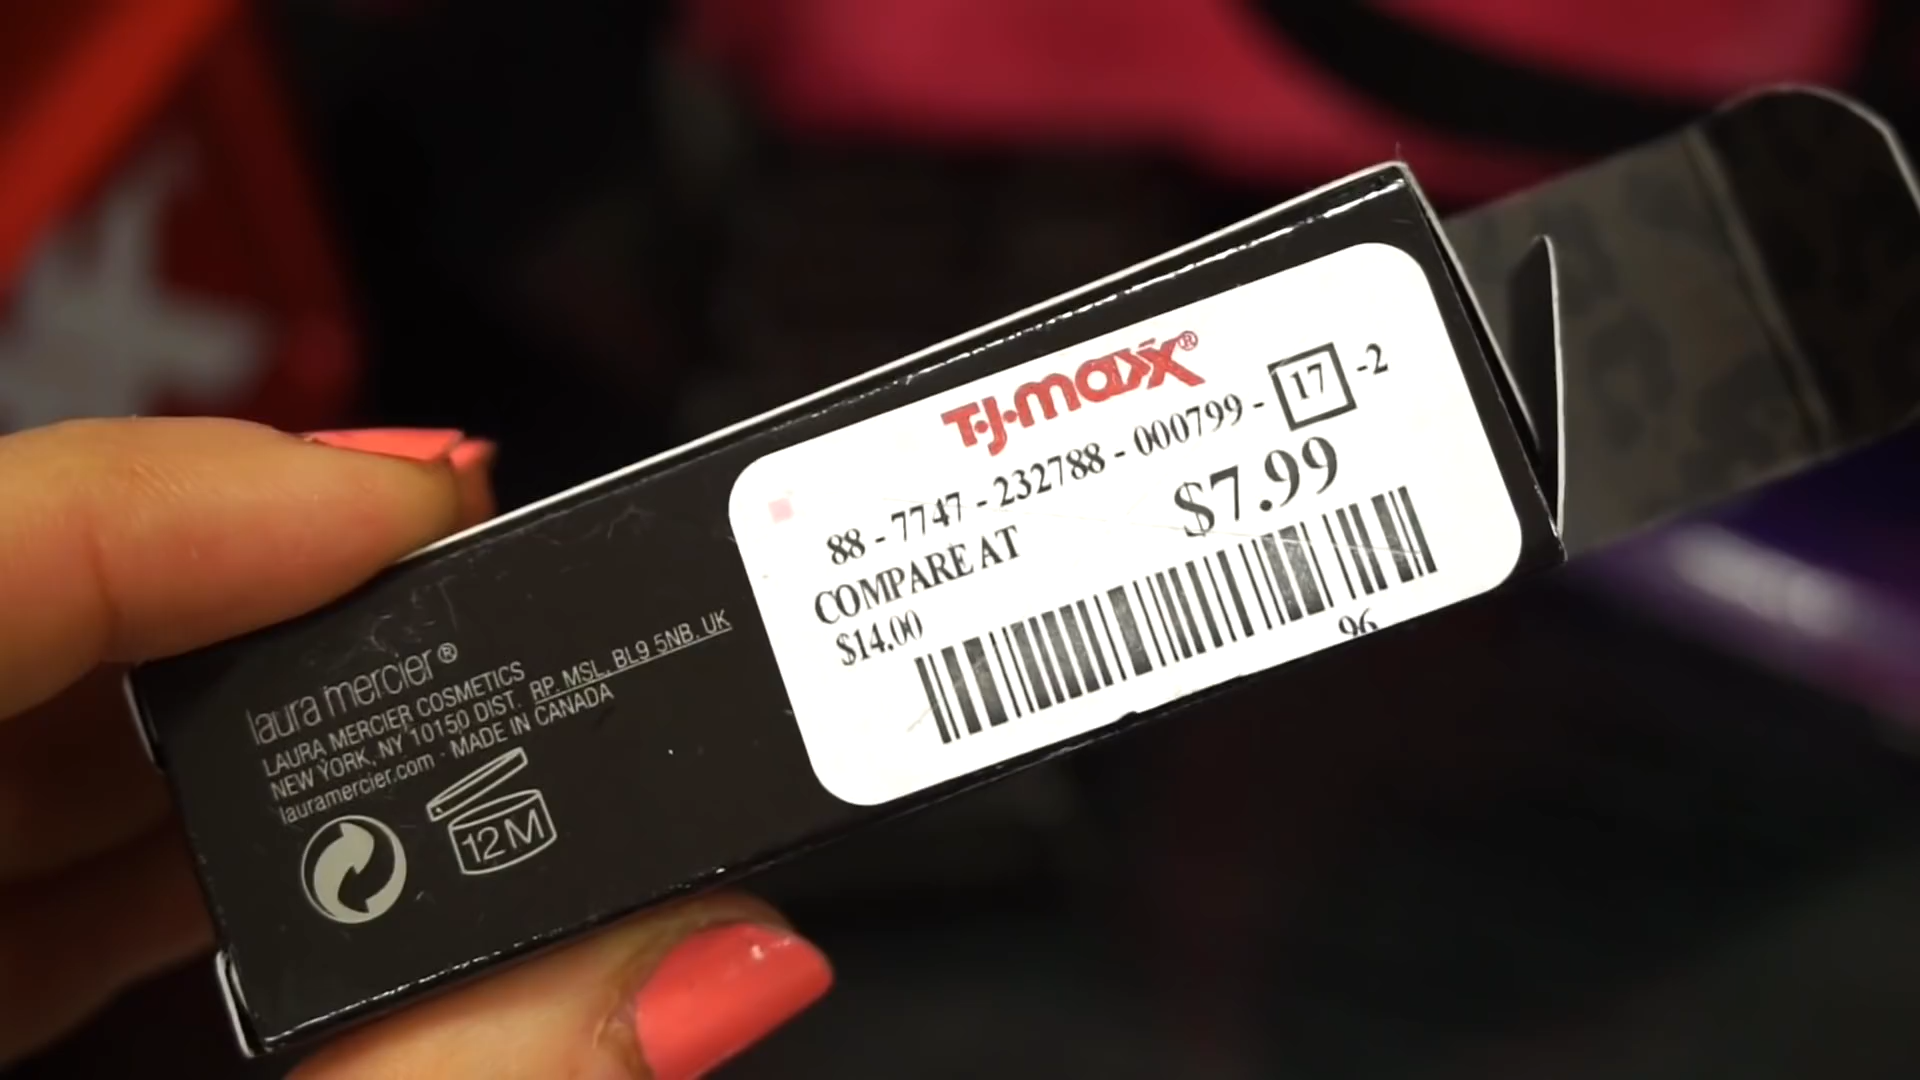 T·J·maxx®
88 - 7747 - 232788 - 000799 - 17 -2
$7.99
COMPARE AT
$14.00
96
laura mercier®
LAURA MERCIER COSMETICS
NEW YORK, NY 10150 DIST. RP. MSL. BL9 5NB. UK
lauramercier.com · MADE IN CANADA
12M